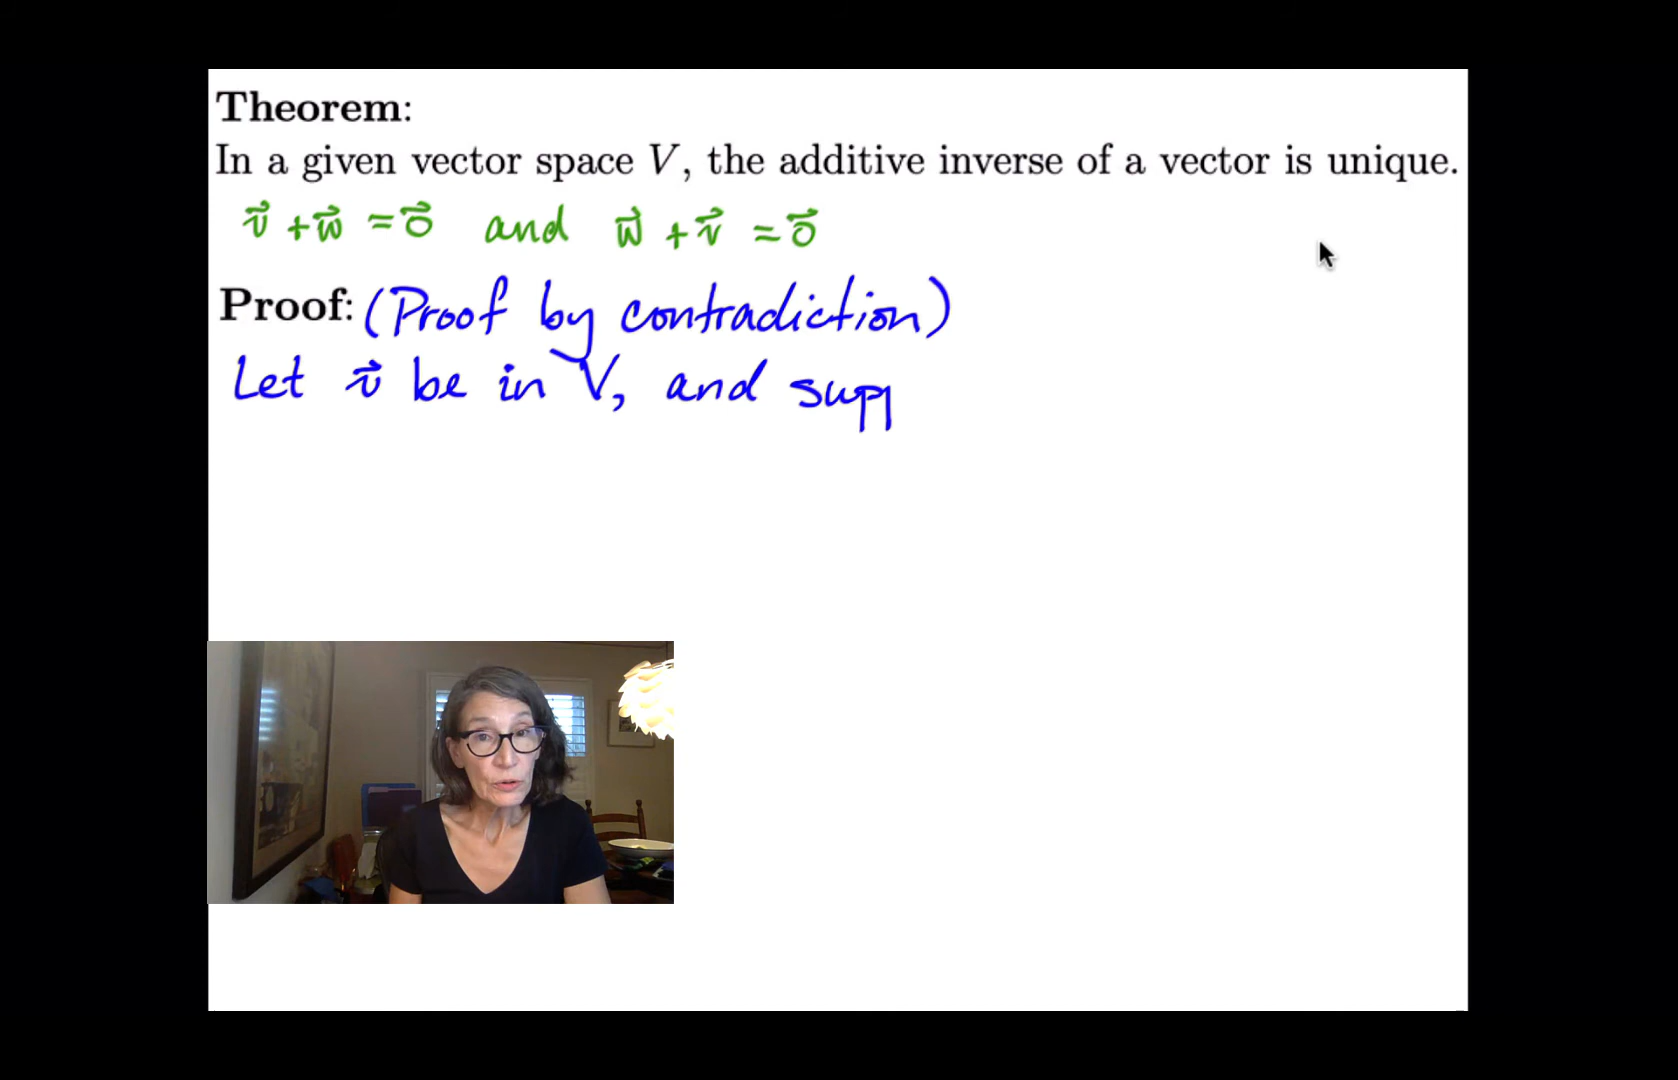 Theorem:
In a given vector space V, the additive inverse of a vector is unique.
v⃗ + w⃗ = 0⃗ and w⃗ + v⃗ = 0⃗
Proof: (Proof by contradiction)
Let v⃗ be in V, and supp